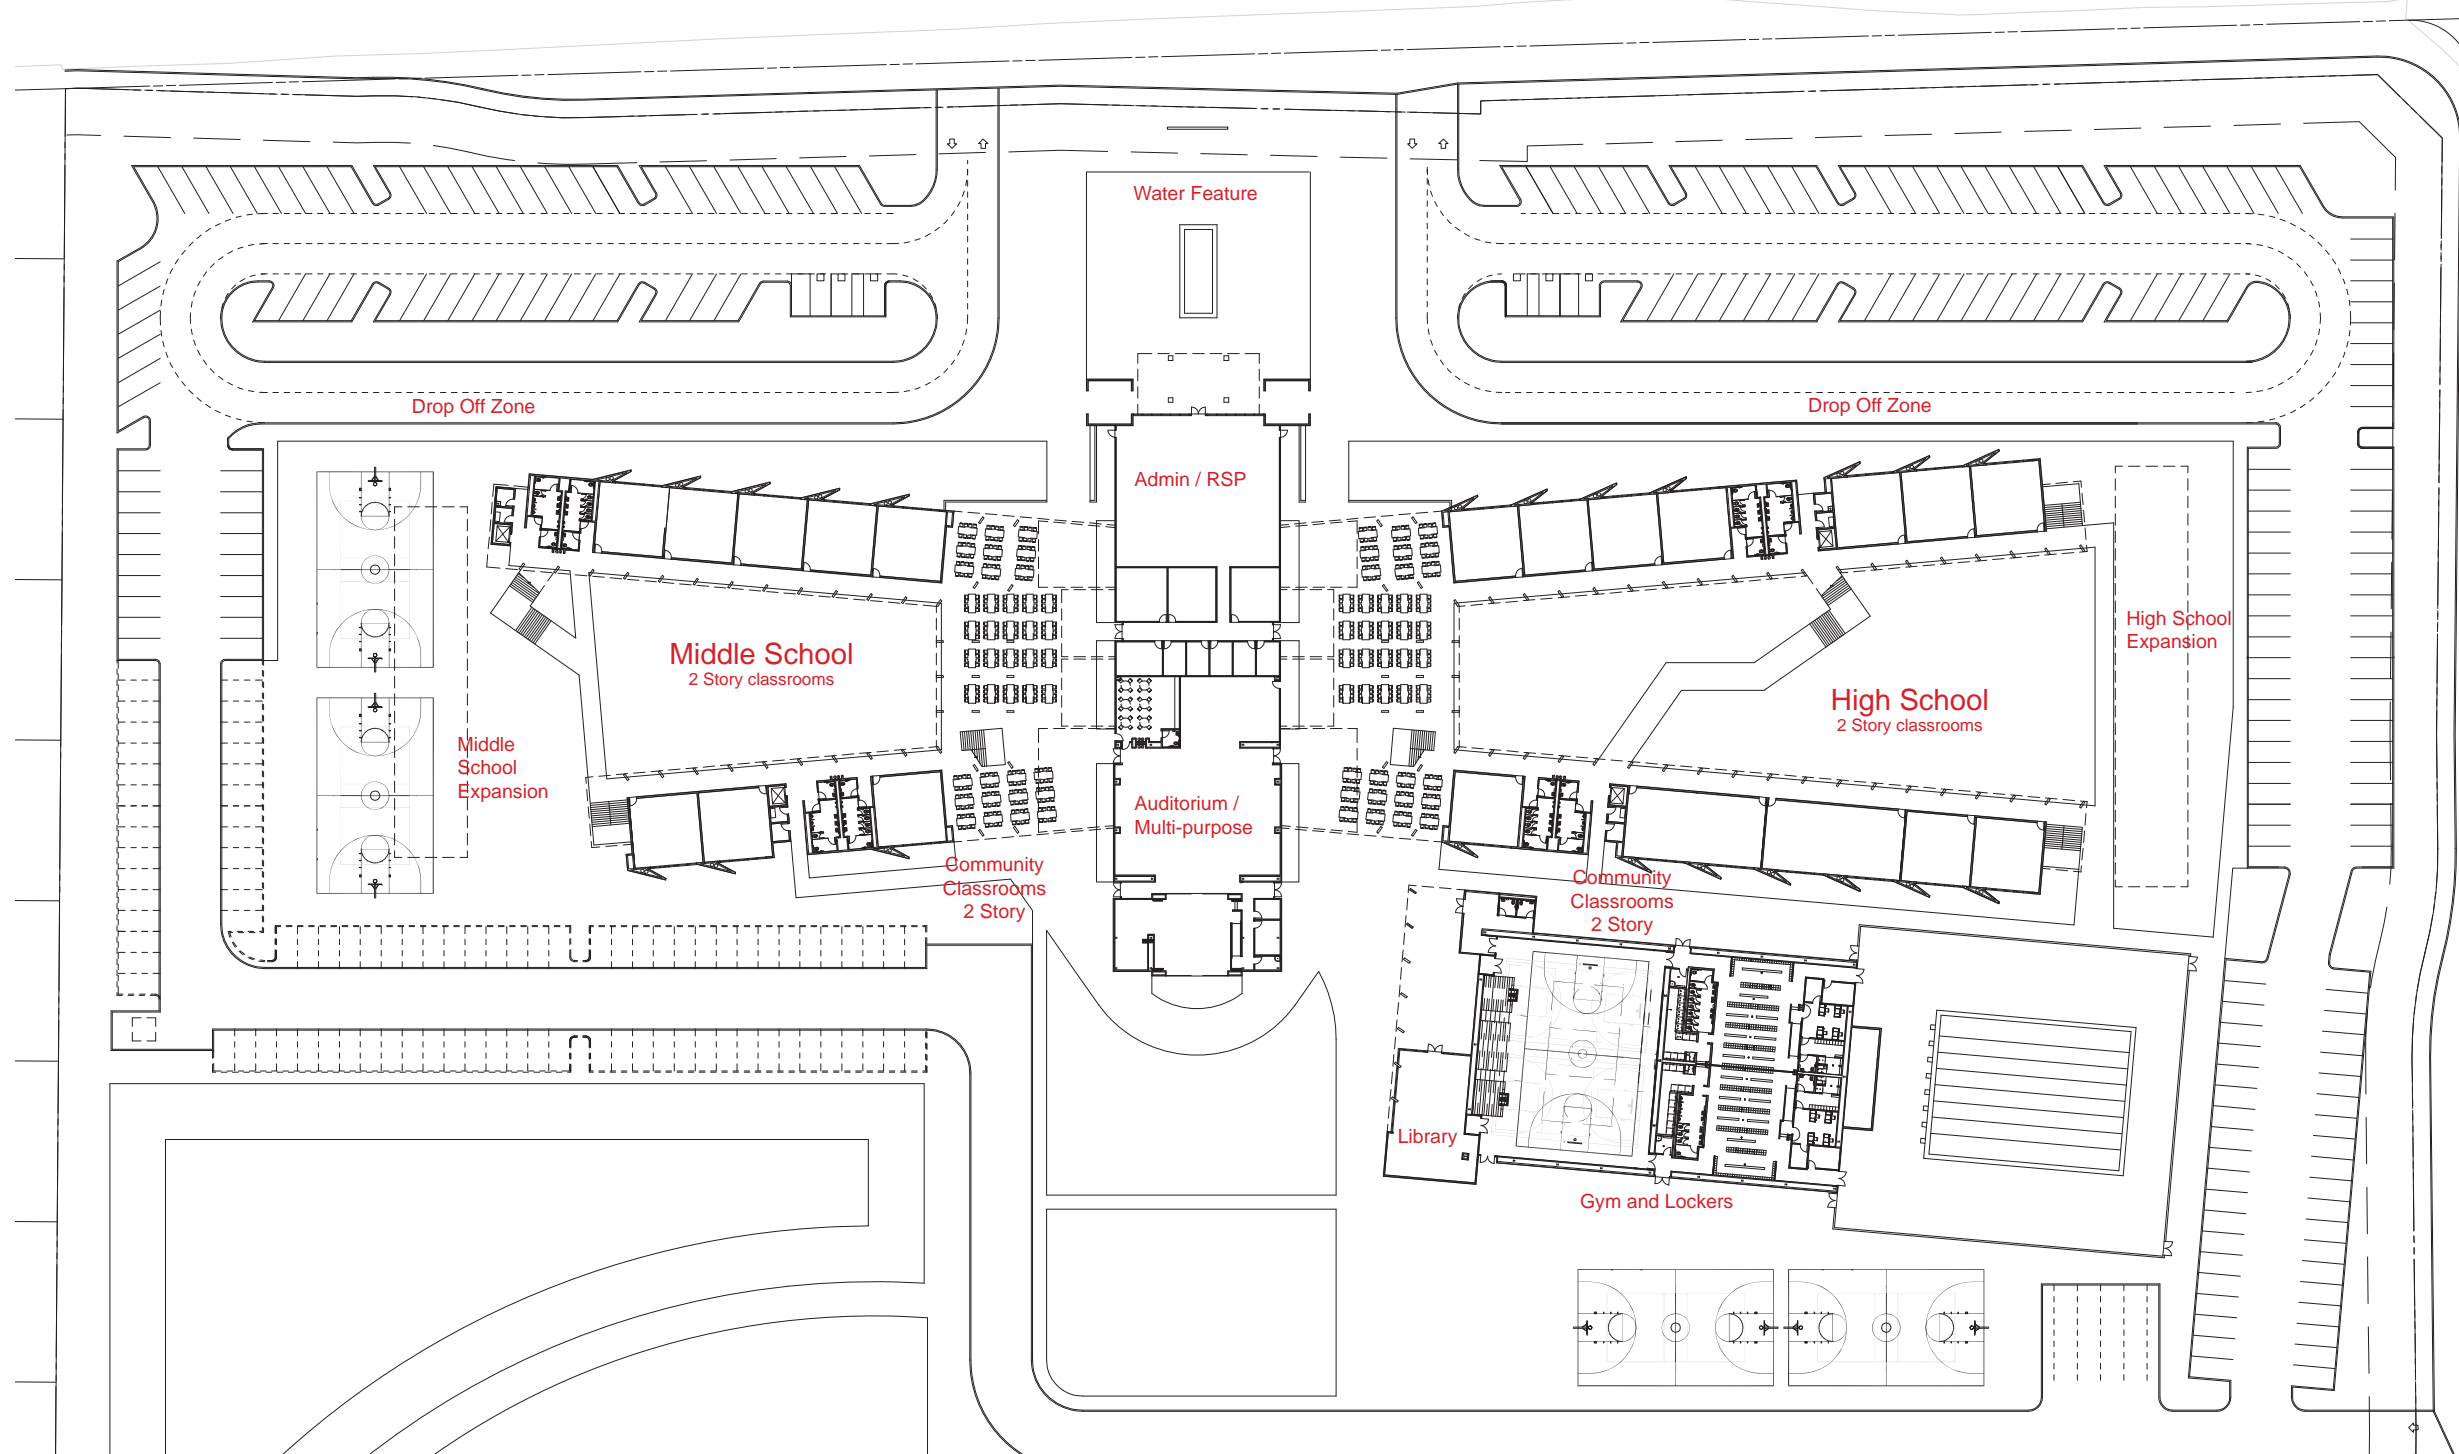 Water Feature
Drop Off Zone
Drop Off Zone
Admin / RSP
High School
Expansion
Middle School
2 Story classrooms
High School
2 Story classrooms
Middle
School
Expansion
Auditorium /
Multi-purpose
Community
Classrooms
2 Story
Community
Classrooms
2 Story
Library
Gym and Lockers